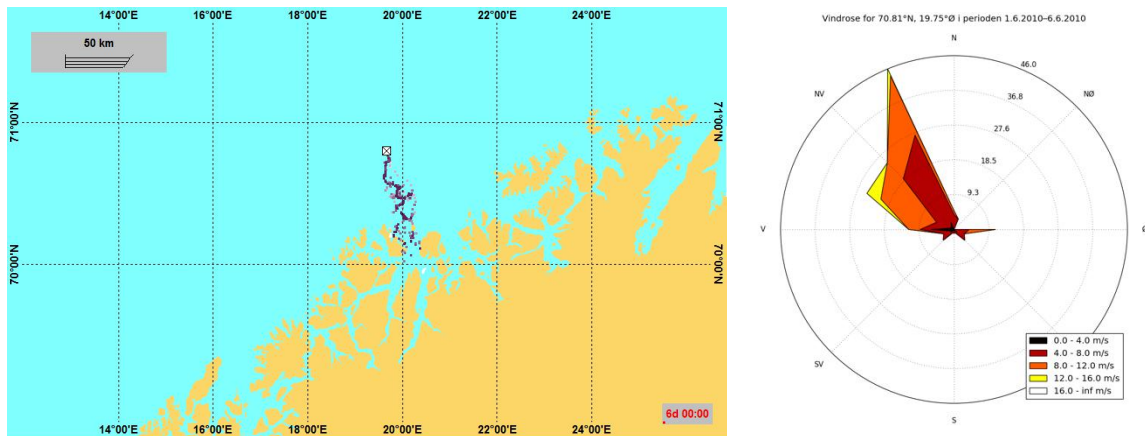 14°00'E 16°00'E 18°00'E 20°00'E 22°00'E 24°00'E
50 km
71°00'N 71°00'N
70°00'N 70°00'N
6d 00:00
14°00'E 16°00'E 18°00'E 20°00'E 22°00'E 24°00'E
Vindrose for 70.81°N, 19.75°Ø i perioden 1.6.2010–6.6.2010
N
46.0
NV NØ
36.8
27.6
18.5
9.3
V Ø
SV
S
0.0 - 4.0 m/s
4.0 - 8.0 m/s
8.0 - 12.0 m/s
12.0 - 16.0 m/s
16.0 - inf m/s